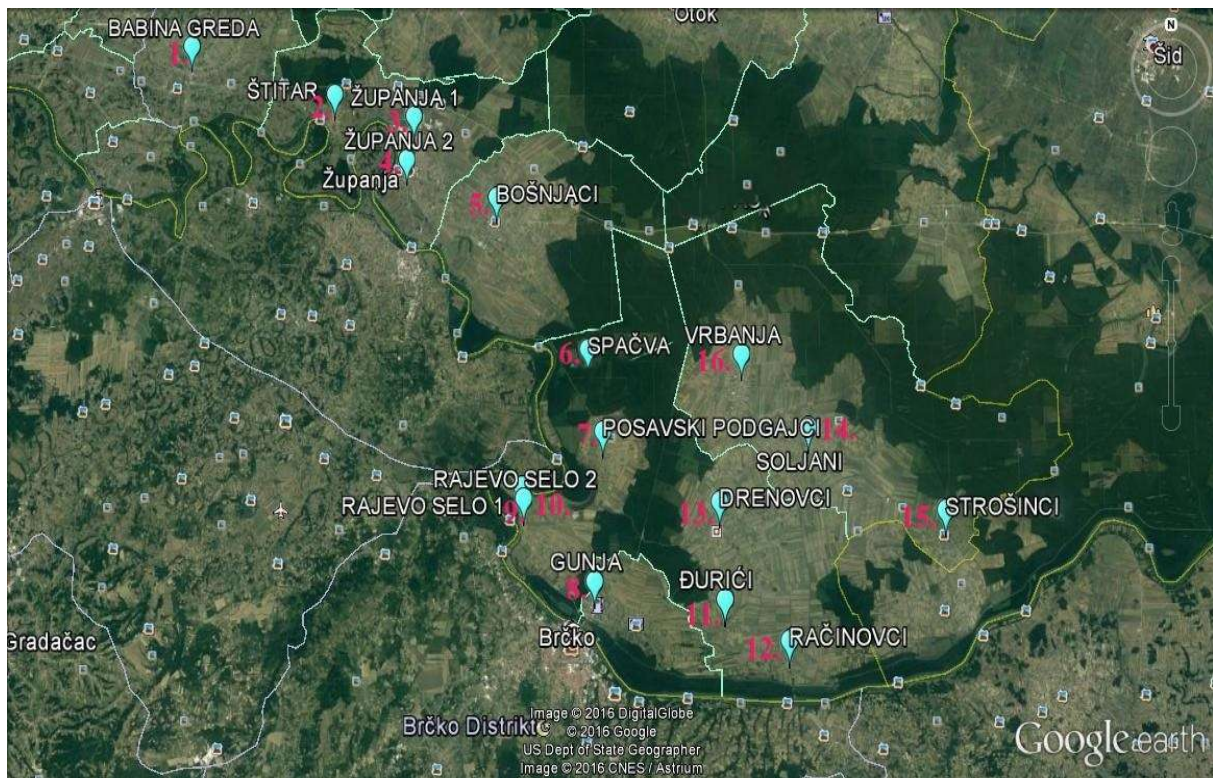 Otok
BABINA GREDA
1.
Šid
N
ŠTITAR
2.
ŽUPANJA 1
3.
ŽUPANJA 2
4.
Županja
5.
BOŠNJACI
6.
SPAČVA
VRBANJA
16.
7.
POSAVSKI PODGAJCI
14.
SOLJANI
RAJEVO SELO 2
RAJEVO SELO 1
9.
10.
DRENOVCI
13.
15.
STROŠINCI
GUNJA
8.
ĐURIĆI
11.
Brčko
12.
RAČINOVCI
Gradačac
Brčko Distrikt
Image © 2016 DigitalGlobe
© 2016 Google
US Dept of State Geographer
Image © 2016 CNES / Astrium
Google earth